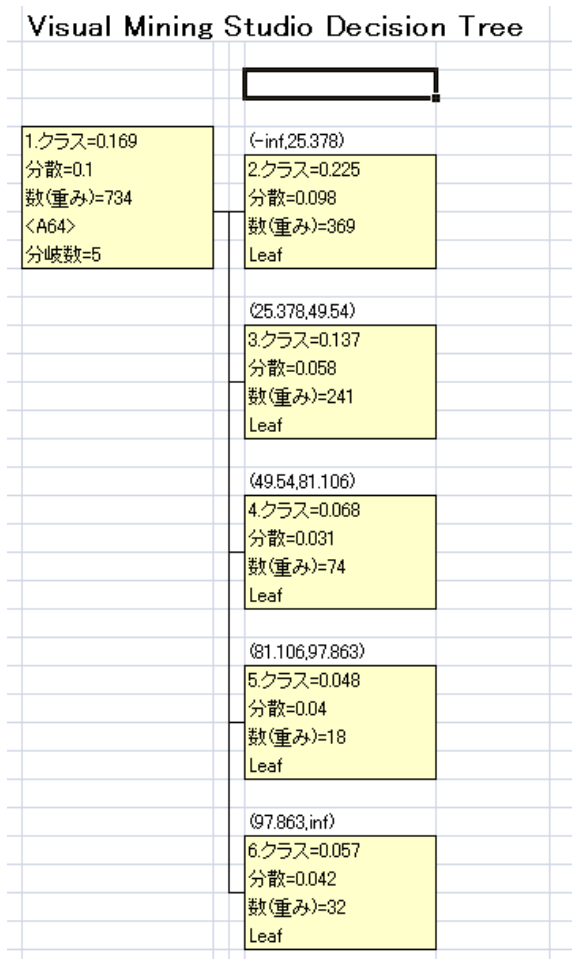 Visual Mining Studio Decision Tree
1.クラス=0.169
分散=0.1
数(重み)=734
<A64>
分岐数=5
(-inf,25.378)
2.クラス=0.225
分散=0.098
数(重み)=369
Leaf
(25.378,49.54)
3.クラス=0.137
分散=0.058
数(重み)=241
Leaf
(49.54,81.106)
4.クラス=0.068
分散=0.031
数(重み)=74
Leaf
(81.106,97.863)
5.クラス=0.048
分散=0.04
数(重み)=18
Leaf
(97.863,inf)
6.クラス=0.057
分散=0.042
数(重み)=32
Leaf